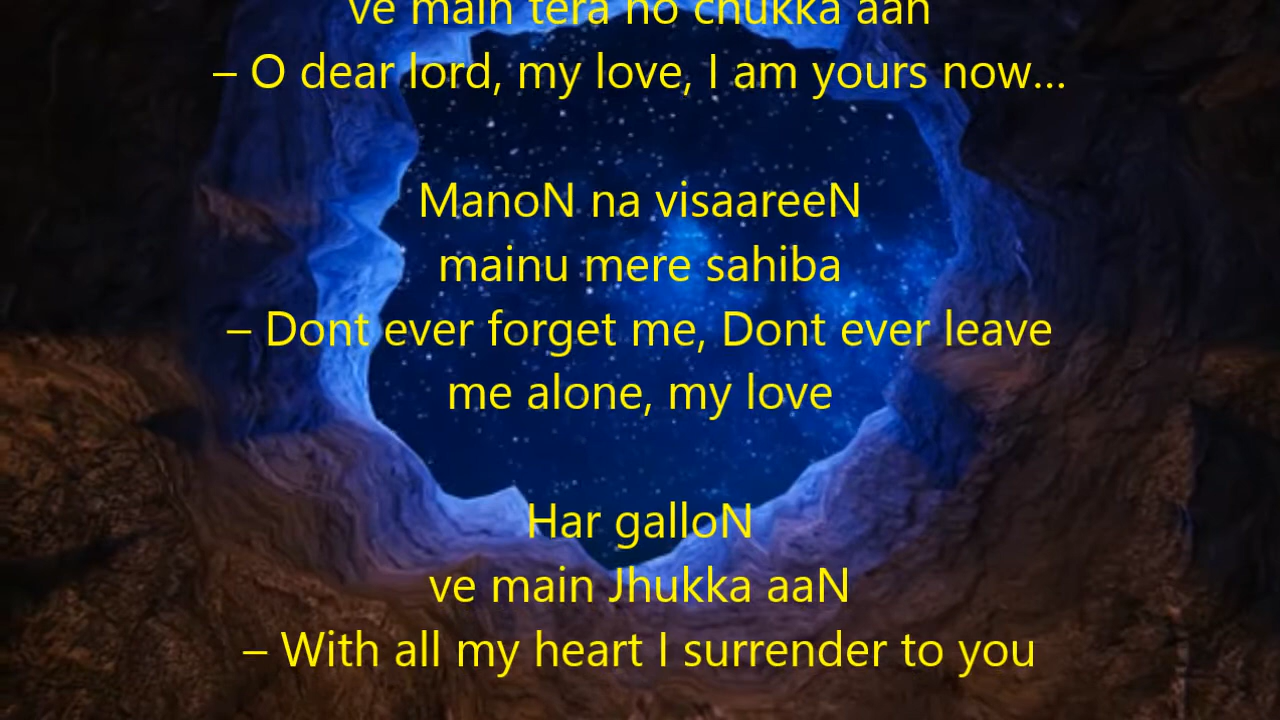 ve main tera ho chukka aan
– O dear lord, my love, I am yours now...
ManoN na visaareeN
mainu mere sahiba
– Dont ever forget me, Dont ever leave
me alone, my love
Har galloN
ve main Jhukka aaN
– With all my heart I surrender to you